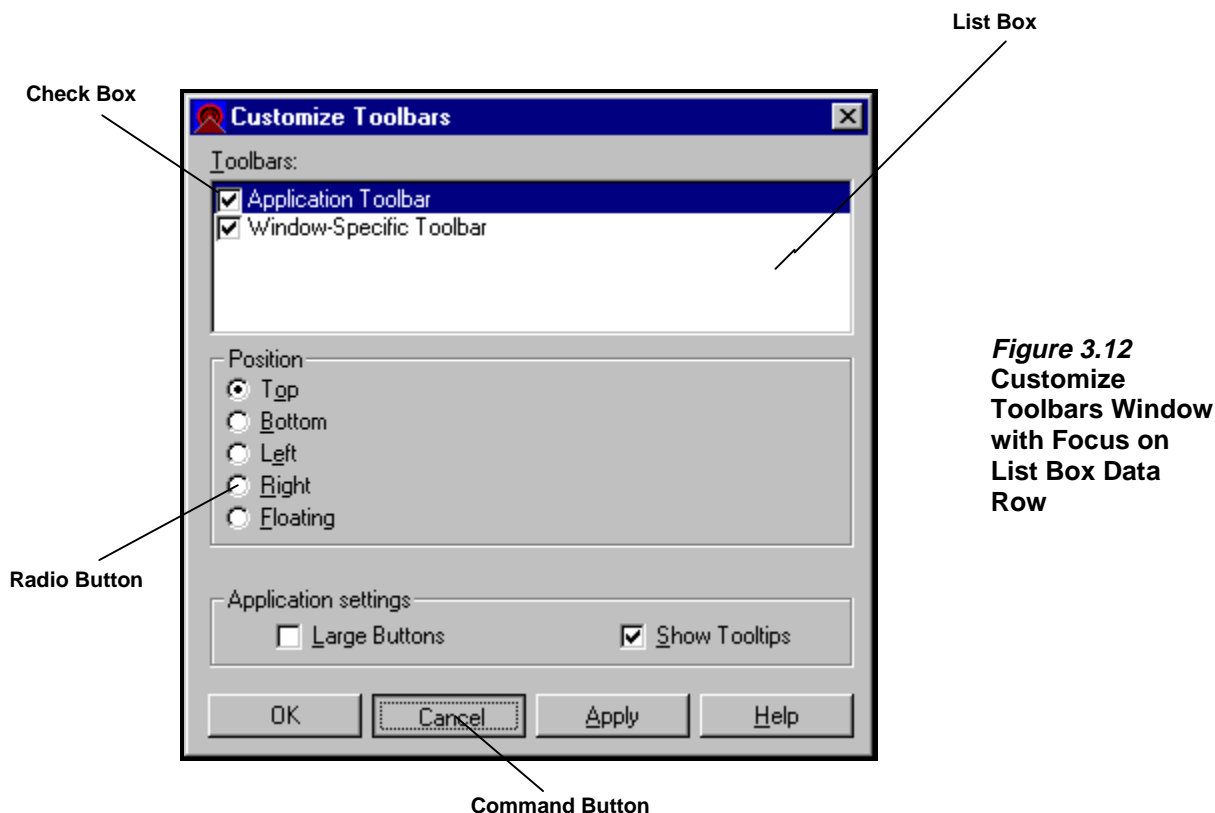 List Box
Check Box
Customize Toolbars
Toolbars:
Application Toolbar
Window-Specific Toolbar
Position
Top
Bottom
Left
Right
Floating
Figure 3.12
Customize
Toolbars Window
with Focus on
List Box Data
Row
Radio Button
Application settings
Large Buttons
Show Tooltips
OK
Cancel
Apply
Help
Command Button